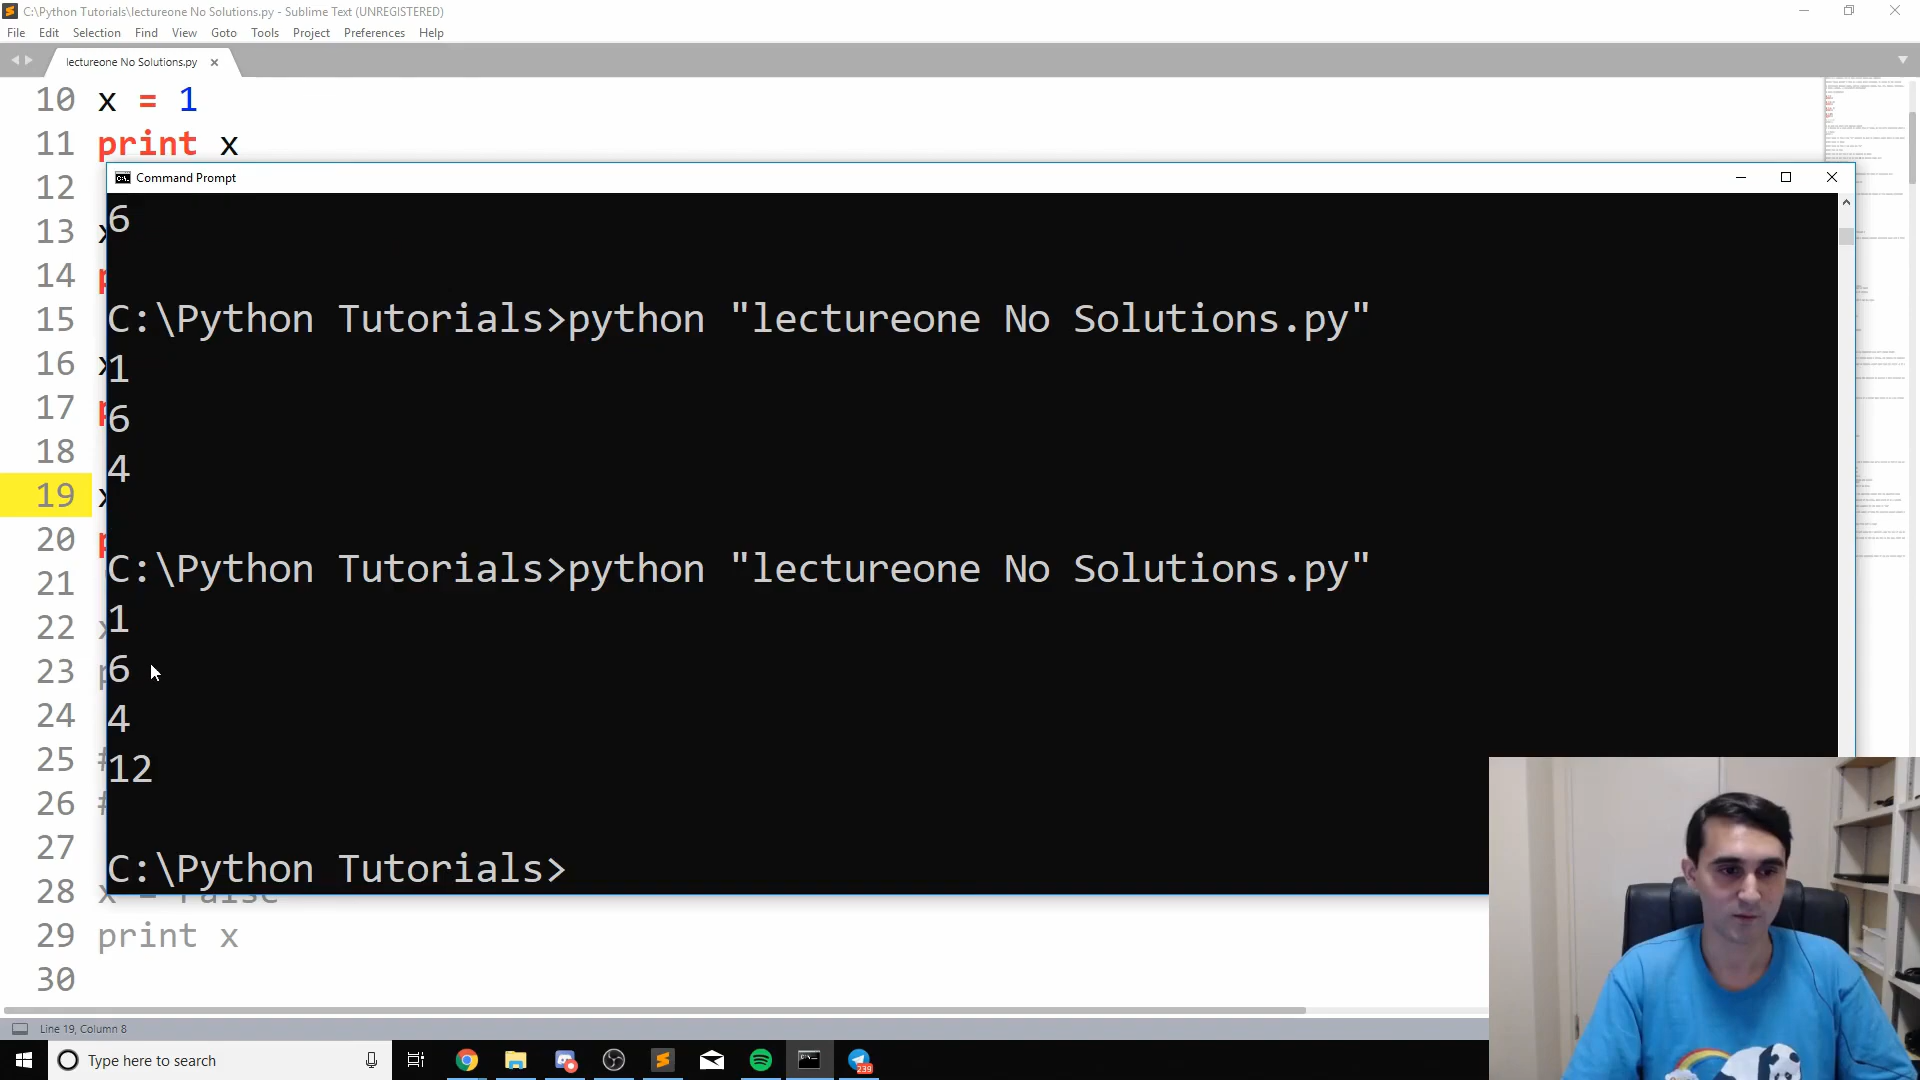 C:\Python Tutorials\lectureone No Solutions.py - Sublime Text (UNREGISTERED)
File Edit Selection Find View Goto Tools Project Preferences Help
lectureone No Solutions.py
10 x = 1
11 print x
12
13
14
15
16
17
18
19
20
21
22
23
24
25
26
27
28 x = False
29 print x
30
Command Prompt
6
C:\Python Tutorials>python "lectureone No Solutions.py"
1
6
4
C:\Python Tutorials>python "lectureone No Solutions.py"
1
6
4
12
C:\Python Tutorials>
Line 19, Column 8
Type here to search
239